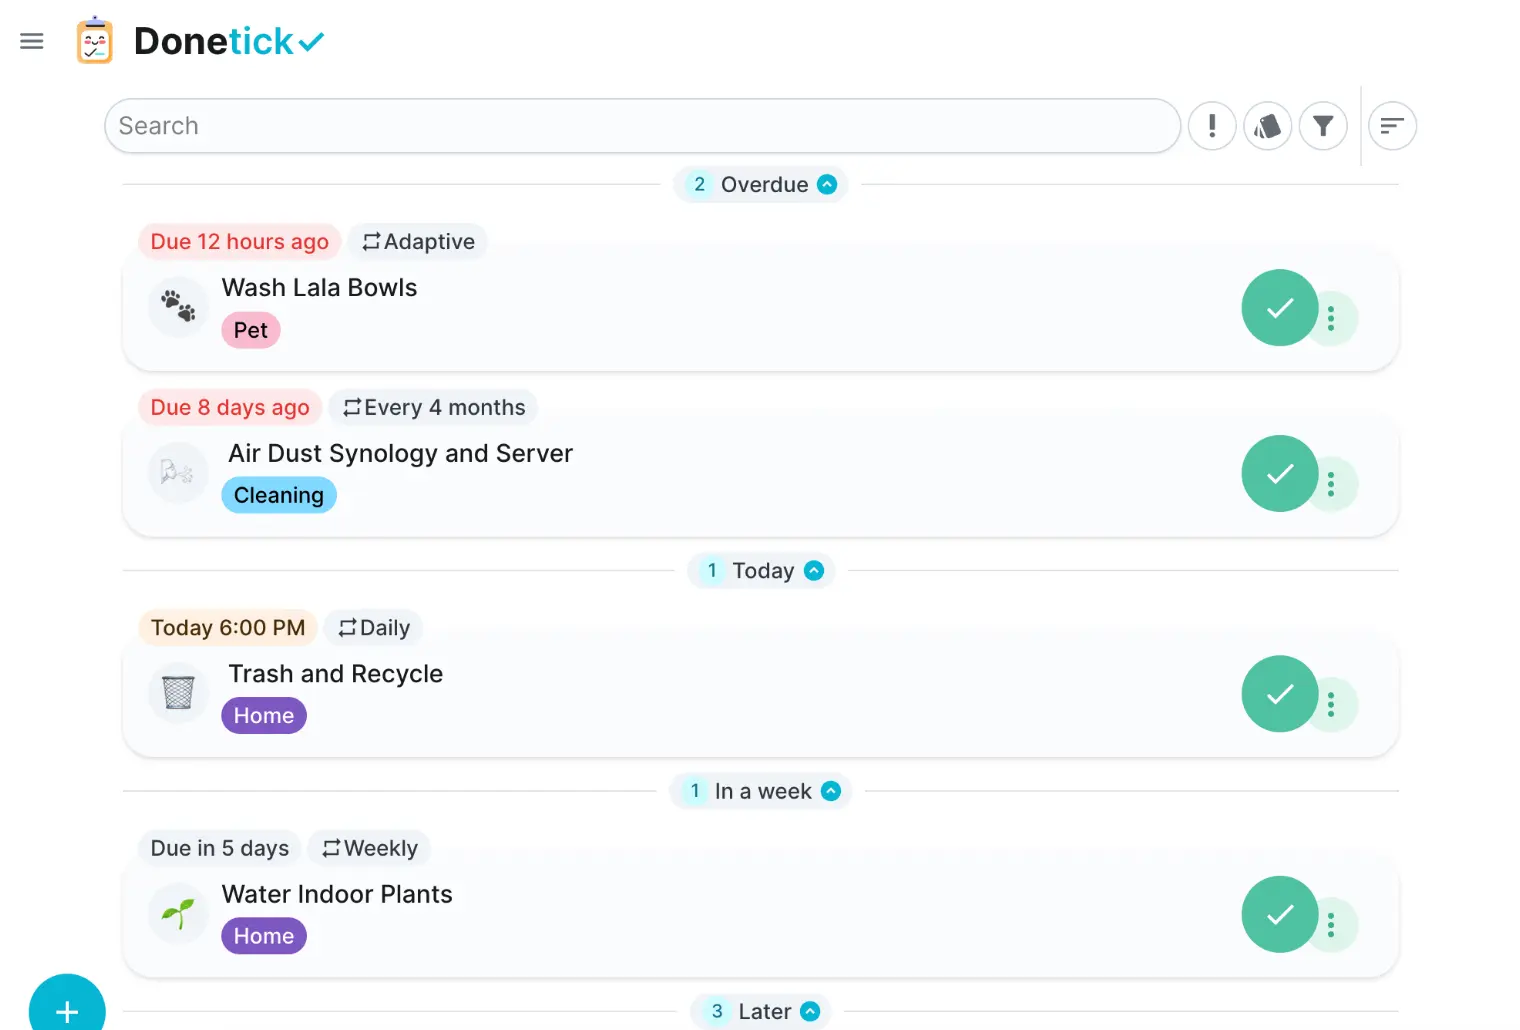 Donetick
Search
2 Overdue
Due 12 hours ago Adaptive
Wash Lala Bowls
Pet
Due 8 days ago Every 4 months
Air Dust Synology and Server
Cleaning
1 Today
Today 6:00 PM Daily
Trash and Recycle
Home
1 In a week
Due in 5 days Weekly
Water Indoor Plants
Home
3 Later